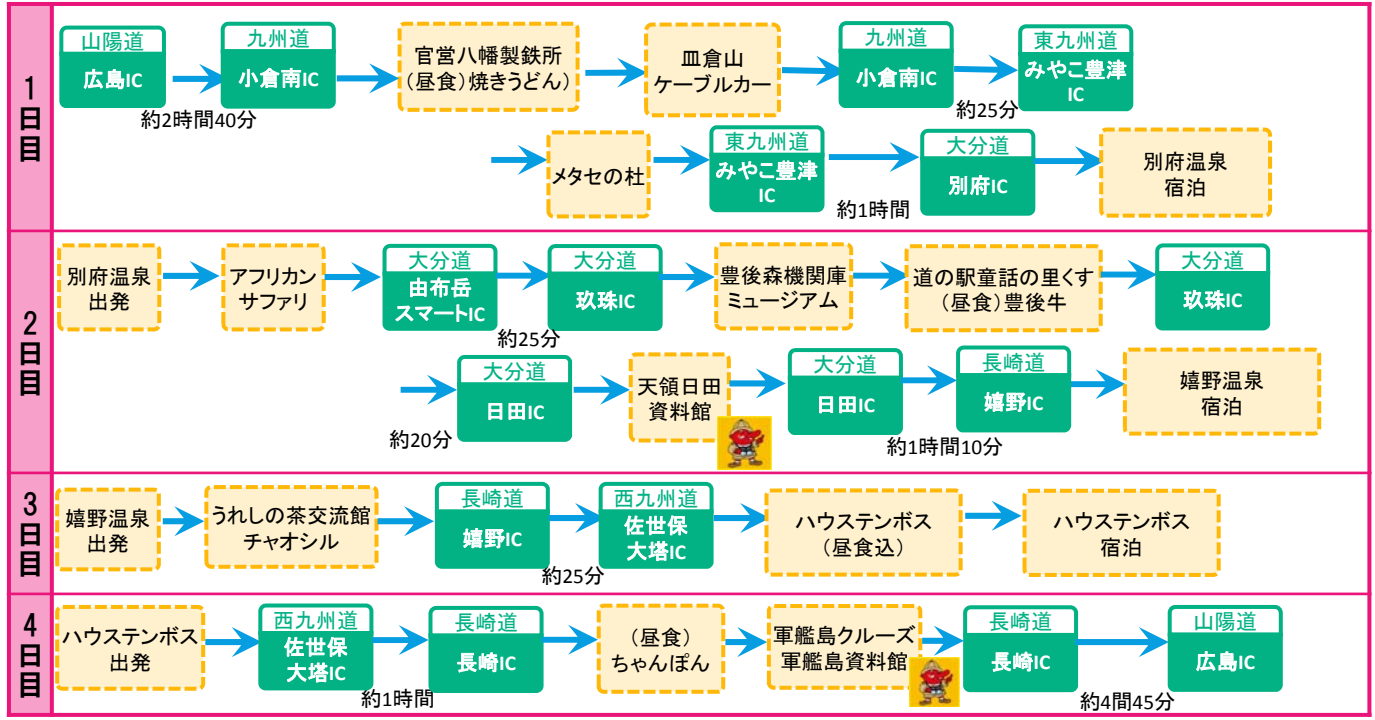 1日目
山陽道
広島IC
約2時間40分
九州道
小倉南IC
官営八幡製鉄所
(昼食)焼きうどん)
皿倉山
ケーブルカー
九州道
小倉南IC
約25分
東九州道
みやこ豊津
IC
メタセの杜
東九州道
みやこ豊津
IC
約1時間
大分道
別府IC
別府温泉
宿泊
2日目
別府温泉
出発
アフリカン
サファリ
大分道
由布岳
スマートIC
約25分
大分道
玖珠IC
豊後森機関庫
ミュージアム
道の駅童話の里くす
(昼食)豊後牛
大分道
玖珠IC
約20分
大分道
日田IC
天領日田
資料館
大分道
日田IC
約1時間10分
長崎道
嬉野IC
嬉野温泉
宿泊
3日目
嬉野温泉
出発
うれしの茶交流館
チャオシル
長崎道
嬉野IC
約25分
西九州道
佐世保
大塔IC
ハウステンボス
(昼食込)
ハウステンボス
宿泊
4日目
ハウステンボス
出発
西九州道
佐世保
大塔IC
約1時間
長崎道
長崎IC
(昼食)
ちゃんぽん
軍艦島クルーズ
軍艦島資料館
長崎道
長崎IC
約4間45分
山陽道
広島IC